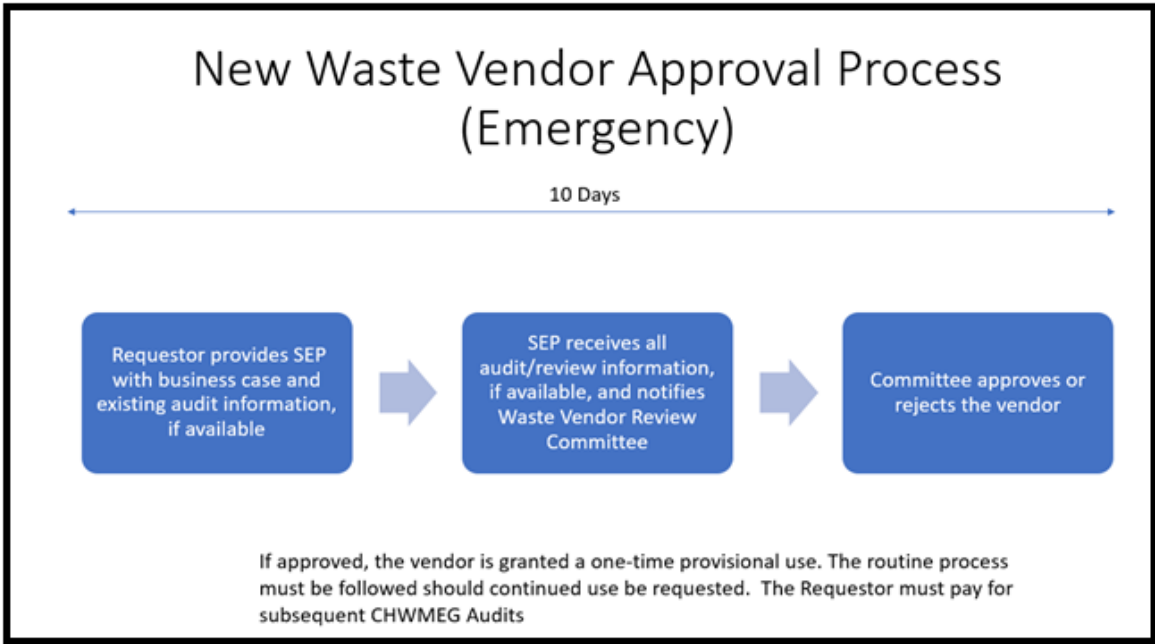 New Waste Vendor Approval Process
(Emergency)
10 Days
Requestor provides SEP
with business case and
existing audit information,
if available
SEP receives all
audit/review information,
if available, and notifies
Waste Vendor Review
Committee
Committee approves or
rejects the vendor
If approved, the vendor is granted a one-time provisional use. The routine process
must be followed should continued use be requested.  The Requestor must pay for
subsequent CHWMEG Audits